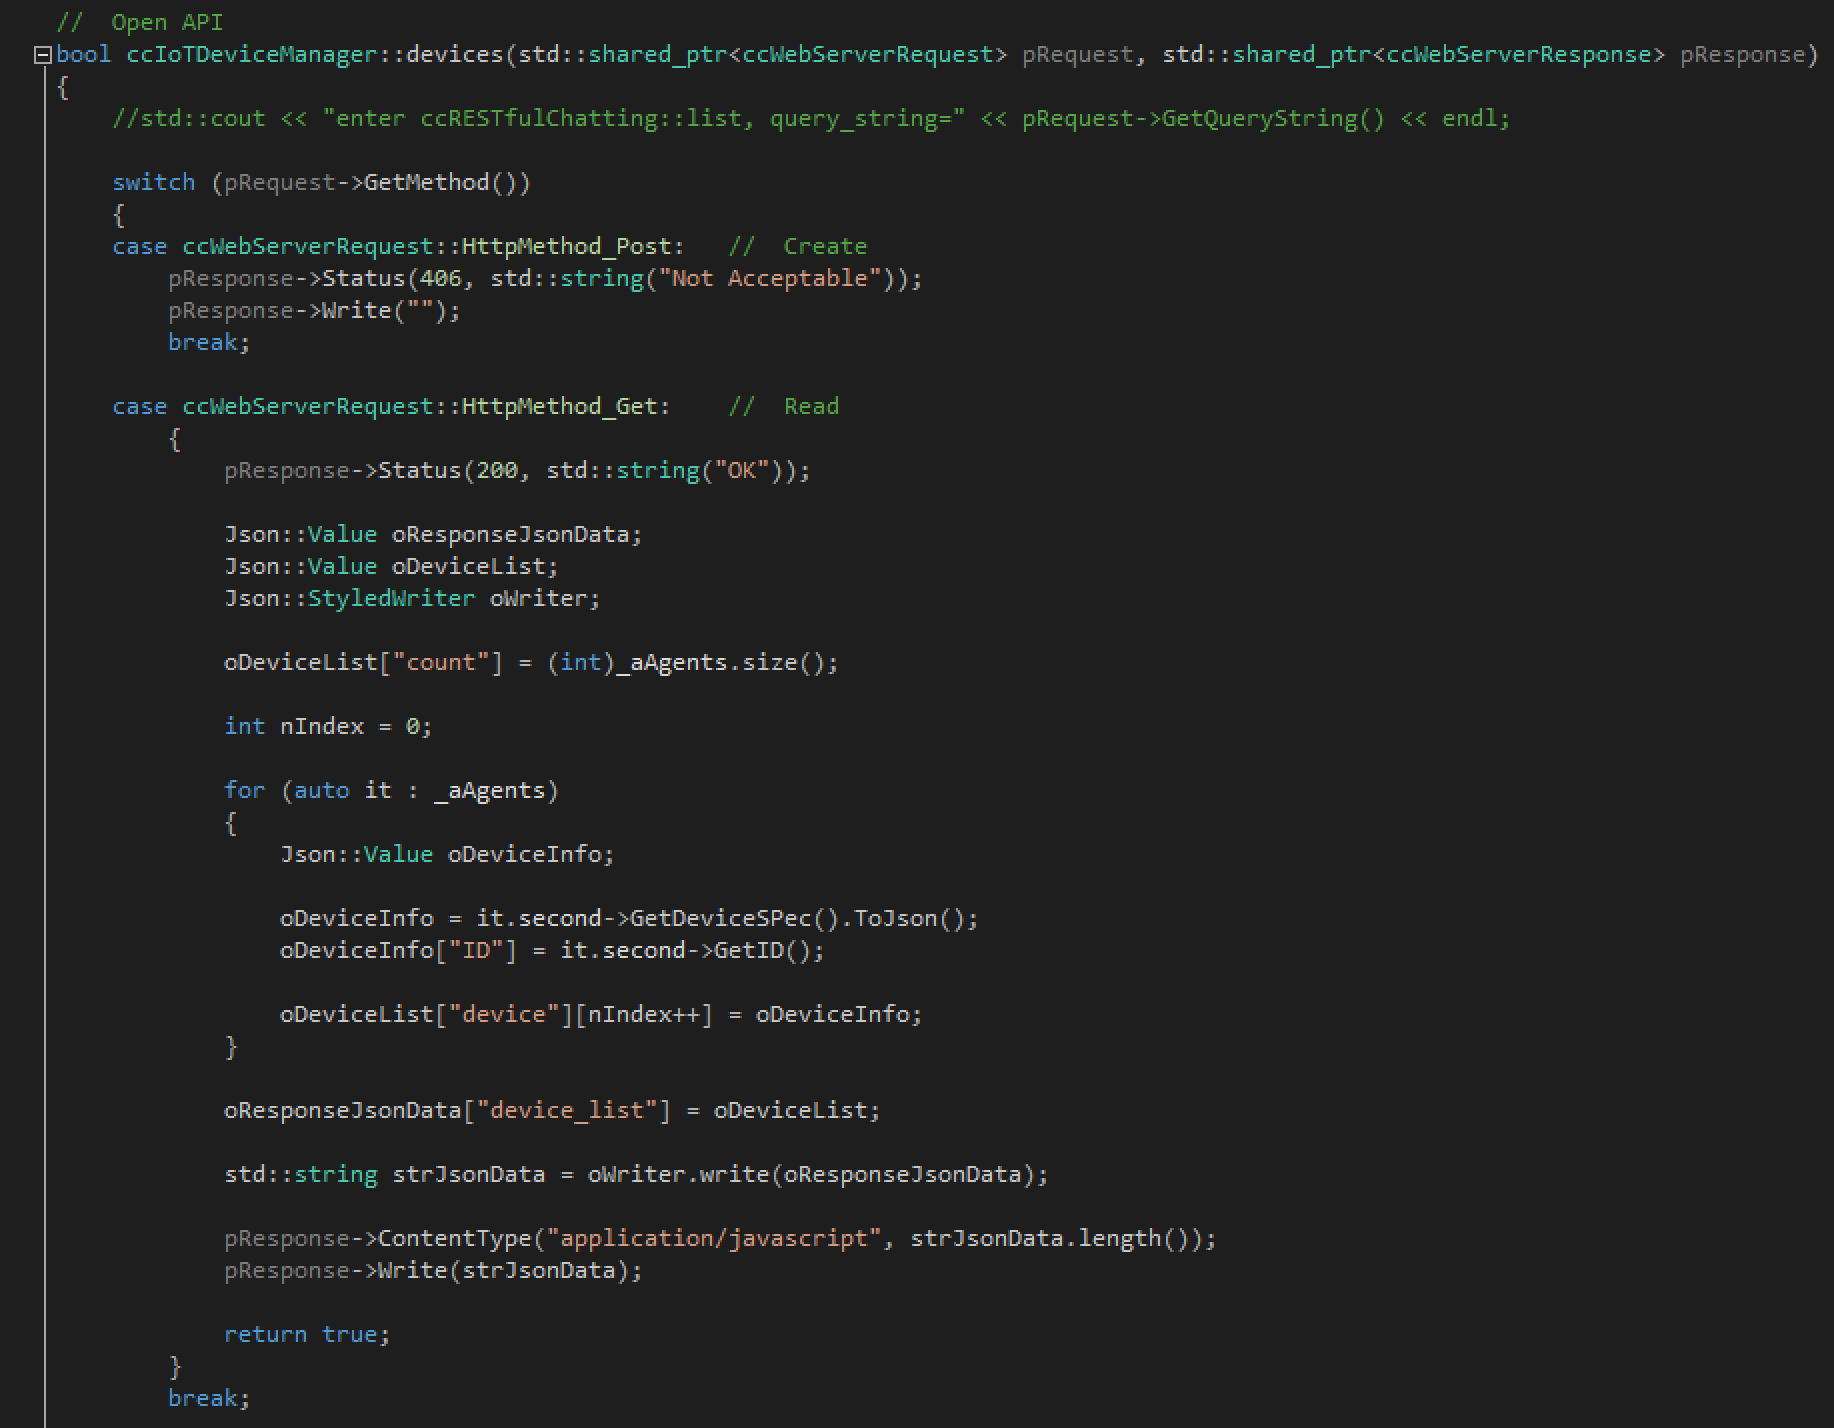 //  Open API
bool ccIoTDeviceManager::devices(std::shared_ptr<ccWebServerRequest> pRequest, std::shared_ptr<ccWebServerResponse> pResponse)
{
    //std::cout << "enter ccRESTfulChatting::list, query_string=" << pRequest->GetQueryString() << endl;

    switch (pRequest->GetMethod())
    {
    case ccWebServerRequest::HttpMethod_Post:   //  Create
        pResponse->Status(406, std::string("Not Acceptable"));
        pResponse->Write("");
        break;

    case ccWebServerRequest::HttpMethod_Get:    //  Read
        {
            pResponse->Status(200, std::string("OK"));

            Json::Value oResponseJsonData;
            Json::Value oDeviceList;
            Json::StyledWriter oWriter;

            oDeviceList["count"] = (int)_aAgents.size();

            int nIndex = 0;

            for (auto it : _aAgents)
            {
                Json::Value oDeviceInfo;

                oDeviceInfo = it.second->GetDeviceSPec().ToJson();
                oDeviceInfo["ID"] = it.second->GetID();

                oDeviceList["device"][nIndex++] = oDeviceInfo;
            }

            oResponseJsonData["device_list"] = oDeviceList;

            std::string strJsonData = oWriter.write(oResponseJsonData);

            pResponse->ContentType("application/javascript", strJsonData.length());
            pResponse->Write(strJsonData);

            return true;
        }
        break;